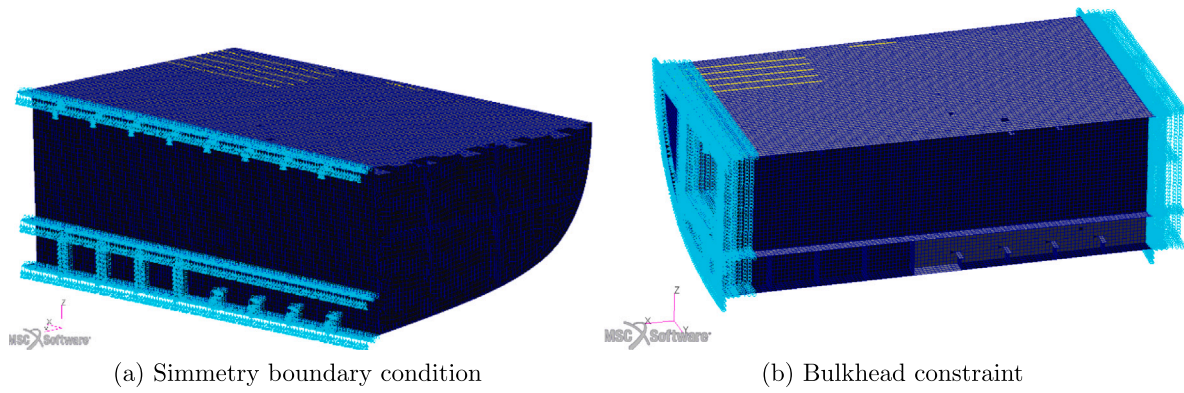 Z
X
MSC Software
Z
X
Y
MSC Software
(a) Simmetry boundary condition
(b) Bulkhead constraint